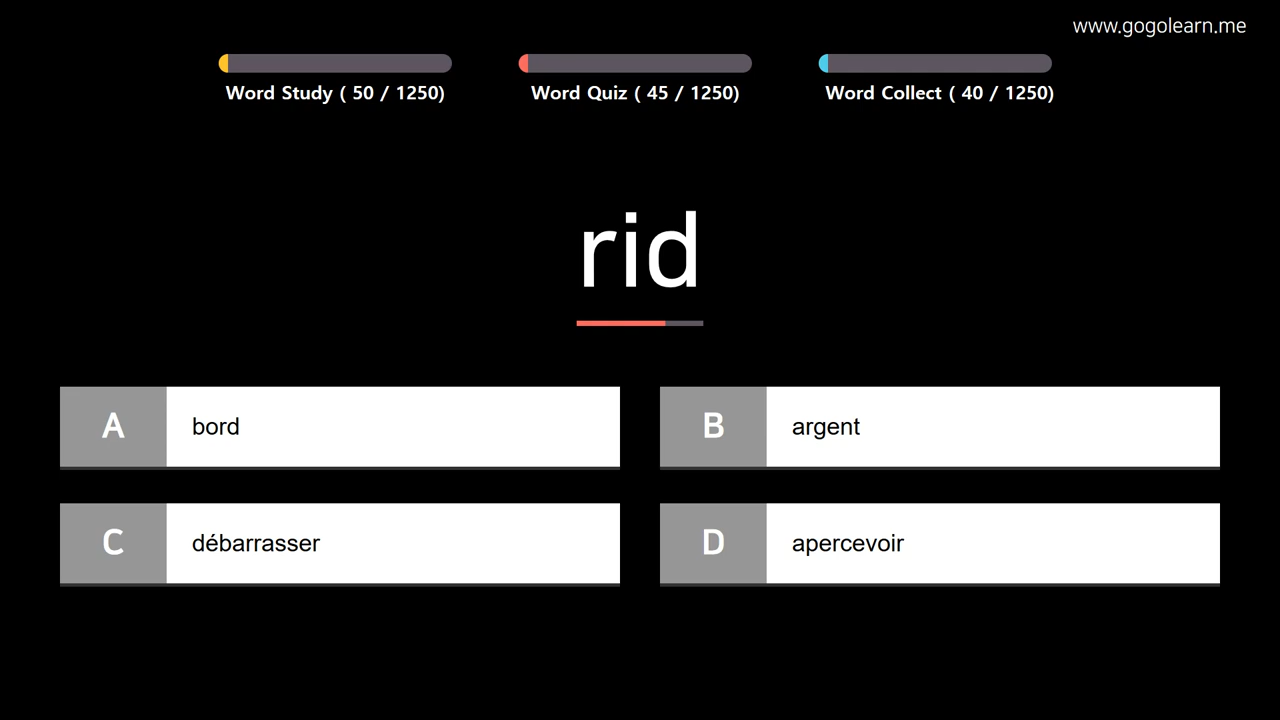 www.gogolearn.me
Word Study ( 50 / 1250)
Word Quiz ( 45 / 1250)
Word Collect ( 40 / 1250)
rid
A bord
B argent
C débarrasser
D apercevoir